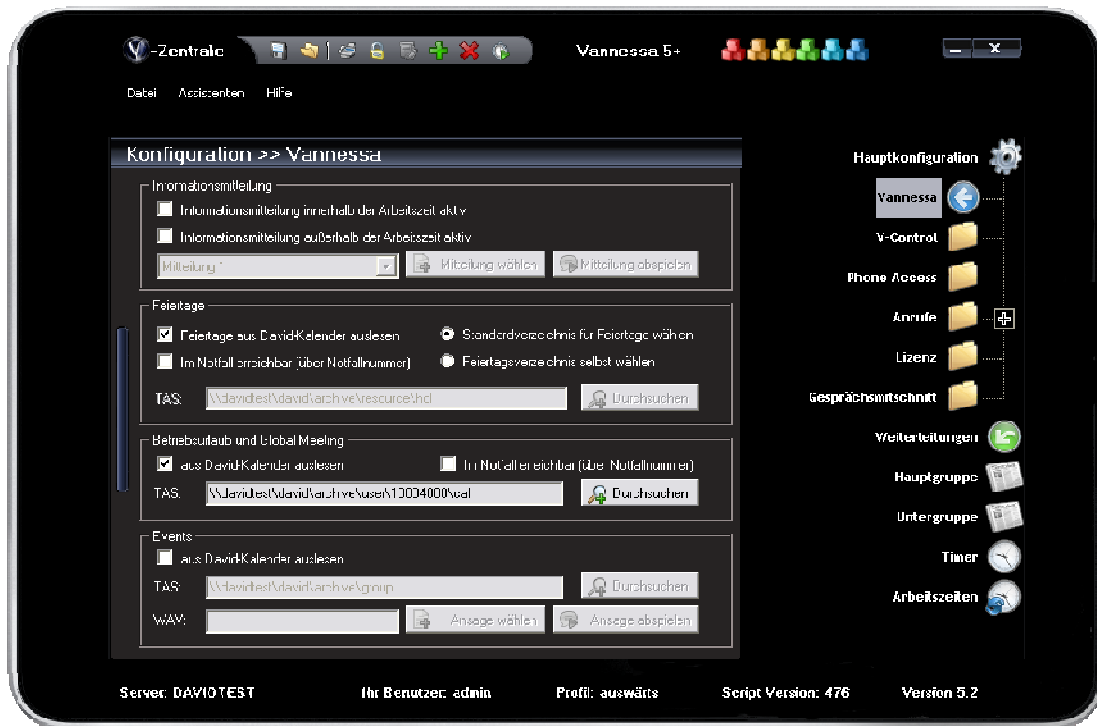 V-Zentrale
Vannessa 5+
Datei Assistenten Hilfe
Konfiguration >> Vannessa
Informationsmitteilung
Informationsmitteilung innerhalb der Arbeitszeit aktiv
Informationsmitteilung außerhalb der Arbeitszeit aktiv
Mitteilung 1
Mitteilung wählen
Mitteilung abspielen
Feiertage
Feiertage aus David-Kalender auslesen
Standardverzeichnis für Feiertage wählen
Im Notfall erreichbar (über Notfallnummer)
Feiertagsverzeichnis selbst wählen
TAS: \\davidtest\david\archive\resource\hol
Durchsuchen
Betriebsurlaub und Global Meeting
aus David-Kalender auslesen
Im Notfall erreichbar (über Notfallnummer)
TAS: \\davidtest\david\archive\user\10004000\cal
Durchsuchen
Events
aus David-Kalender auslesen
TAS: \\davidtest\david\archive\group
Durchsuchen
WAV:
Ansage wählen
Ansage abspielen
Hauptkonfiguration
Vannessa
V-Control
Phone Access
Anrufe
Lizenz
Gesprächsmitschnitt
Weiterleitungen
Hauptgruppe
Untergruppe
Timer
Arbeitszeiten
Server: DAVIDTEST
Ihr Benutzer: admin
Profil: auswärts
Script Version: 476
Version 5.2